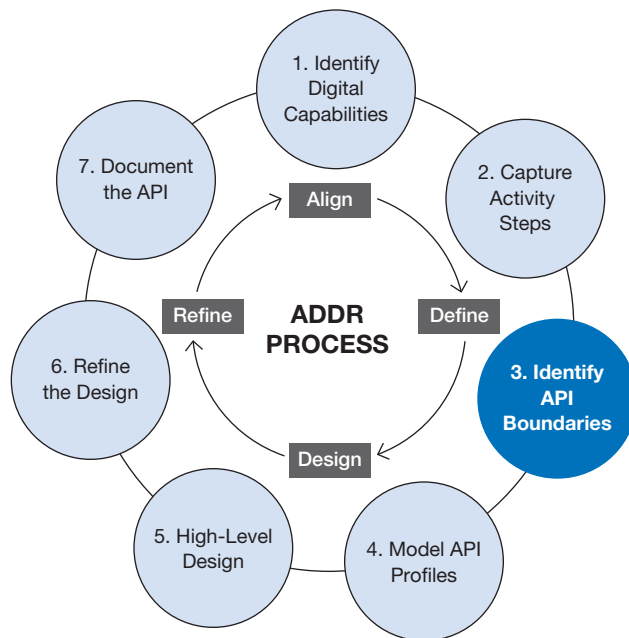 1. Identify
Digital
Capabilities
2. Capture
Activity
Steps
3. Identify
API
Boundaries
4. Model API
Profiles
5. High-Level
Design
6. Refine
the Design
7. Document
the API
Align
Define
Design
Refine
ADDR
PROCESS